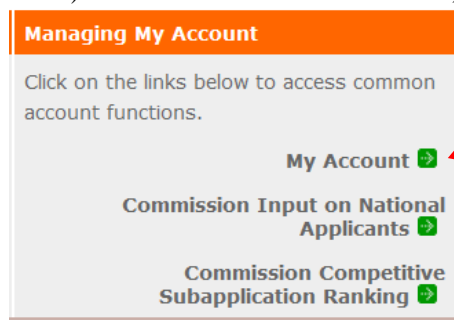 Managing My Account
Click on the links below to access common
account functions.
My Account
Commission Input on National
Applicants
Commission Competitive
Subapplication Ranking